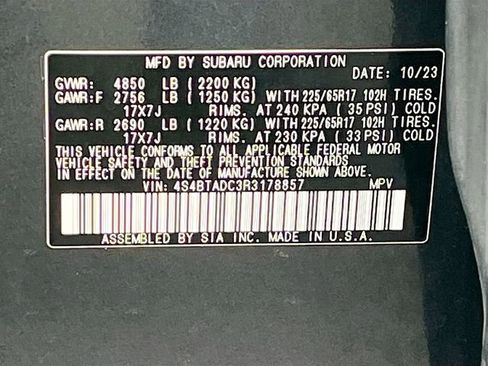 MFD BY SUBARU CORPORATION
DATE: 10/23
GVWR: 4850 LB (2200 KG)
GAWR:F 2756 LB (1250 KG) WITH 225/65R17 102H TIRES.
17X7J RIMS. AT 240 KPA (35 PSI) COLD
GAWR:R 2690 LB (1220 KG) WITH 225/65R17 102H TIRES.
17X7J RIMS. AT 230 KPA (33 PSI) COLD
THIS VEHICLE CONFORMS TO ALL APPLICABLE FEDERAL MOTOR
VEHICLE SAFETY AND THEFT PREVENTION STANDARDS
IN EFFECT ON THE DATE OF MANUFACTURE SHOWN ABOVE.
VIN: 4S4BTADC3R3178857 MPV
ASSEMBLED BY SIA INC. MADE IN U.S.A.